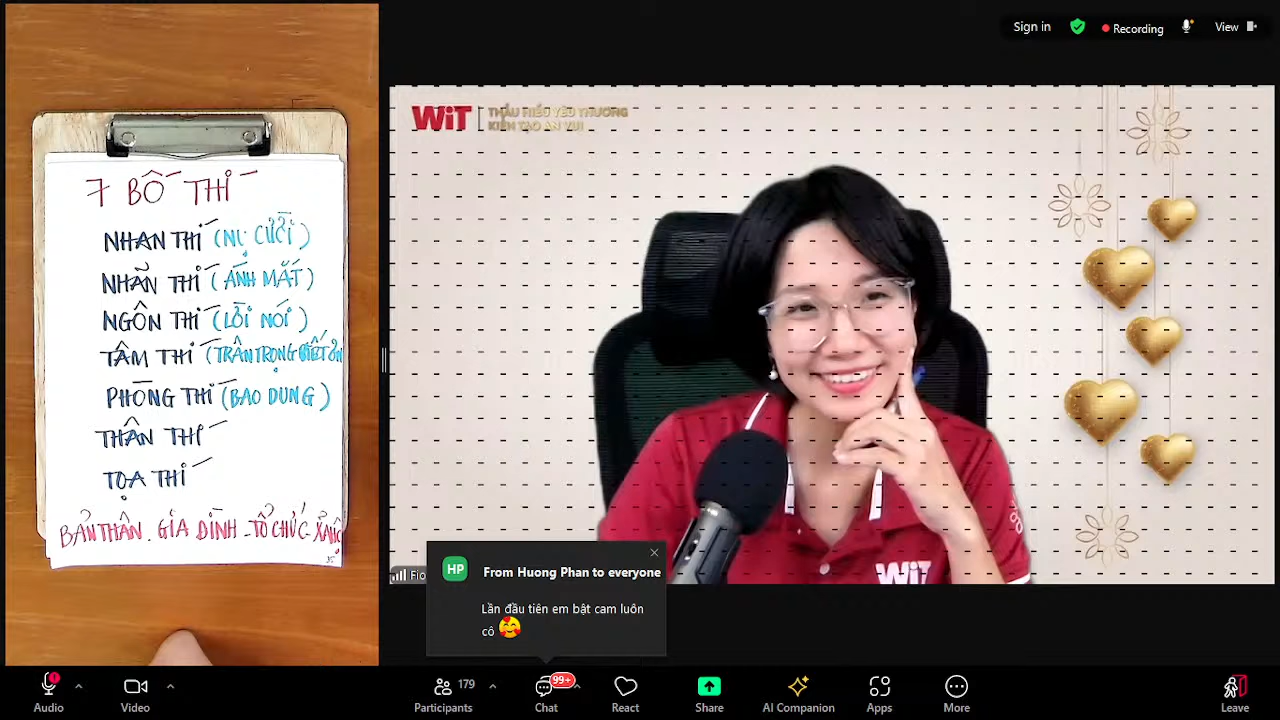 7 BỐ THÍ
NHAN THÍ (NỤ CƯỜI)
NHÃN THÍ (ÁNH MẮT)
NGÔN THÍ (LỜI NÓI)
TÂM THÍ (TRÂN TRỌNG BIẾT ƠN
PHÒNG THÍ (BAO DUNG)
THÂN THÍ
TỌA THÍ
BẢN THÂN . GIA ĐÌNH - TỔ CHỨC -
Sign in
Recording
View
WiT
THẤU HIỂU YÊU THƯƠNG
KIẾN TẠO AN VUI
WiT
Fio
HP
From Huong Phan to everyone
Lần đầu tiên em bật cam luôn
cô
Audio
Video
Participants
179
Chat
99+
React
Share
AI Companion
Apps
More
Leave